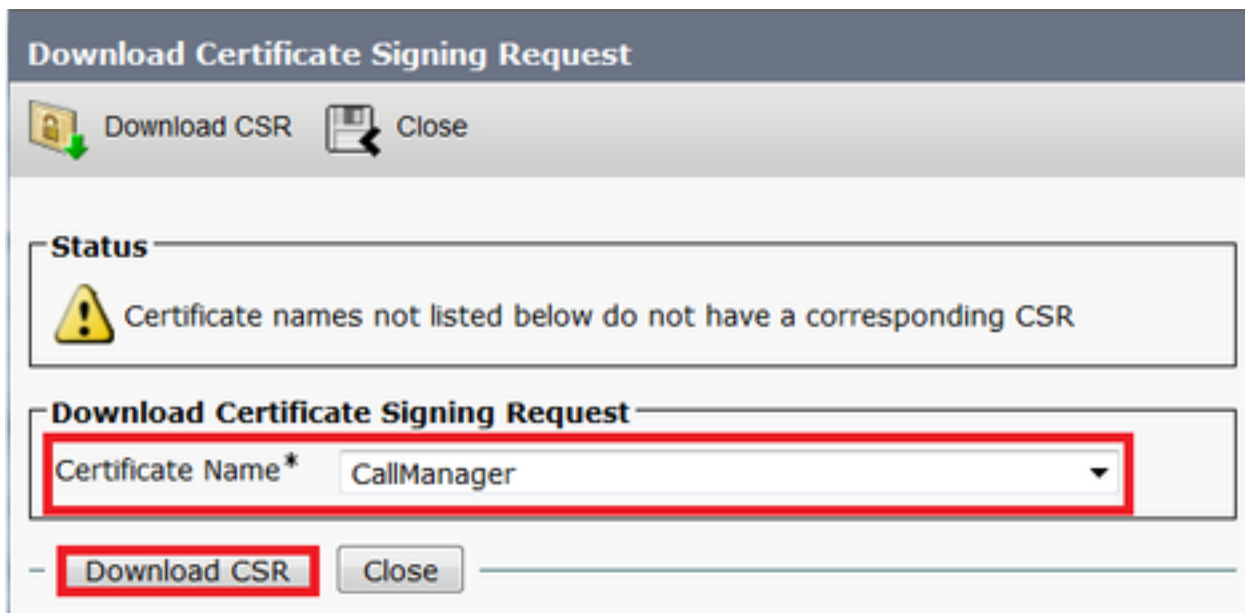 Download Certificate Signing Request
Download CSR Close
Status
Certificate names not listed below do not have a corresponding CSR
Download Certificate Signing Request
Certificate Name* CallManager
Download CSR Close